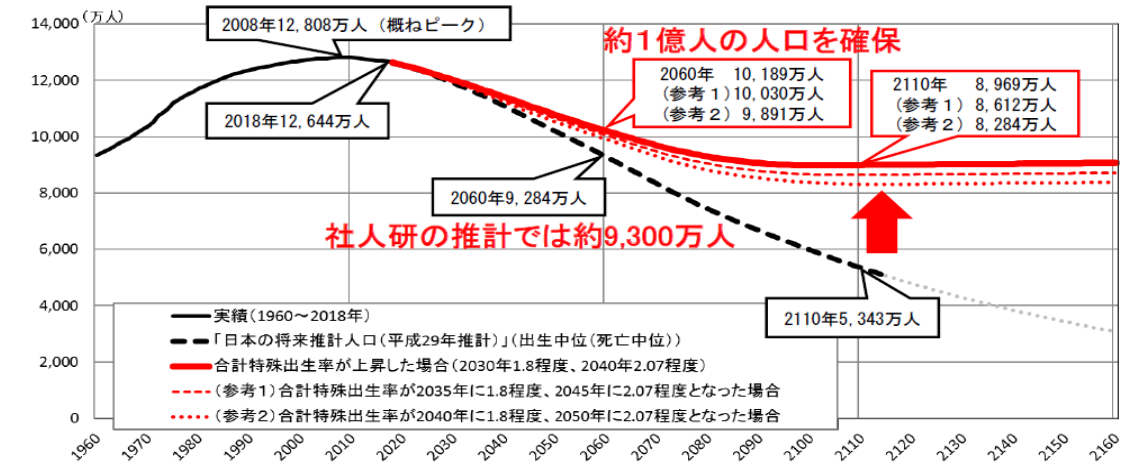 (万人)
14,000
12,000
10,000
8,000
6,000
4,000
2,000
0
2008年12,808万人（概ねピーク）
2018年12,644万人
約１億人の人口を確保
2060年 10,189万人
（参考１）10,030万人
（参考２） 9,891万人
2110年 8,969万人
（参考１） 8,612万人
（参考２） 8,284万人
2060年9,284万人
社人研の推計では約9,300万人
2110年5,343万人
実績（1960～2018年）
「日本の将来推計人口（平成29年推計）」（出生中位（死亡中位））
合計特殊出生率が上昇した場合（2030年1.8程度、2040年2.07程度）
（参考１）合計特殊出生率が2035年に1.8程度、2045年に2.07程度となった場合
（参考２）合計特殊出生率が2040年に1.8程度、2050年に2.07程度となった場合
1960
1970
1980
1990
2000
2010
2020
2030
2040
2050
2060
2070
2080
2090
2100
2110
2120
2130
2140
2150
2160